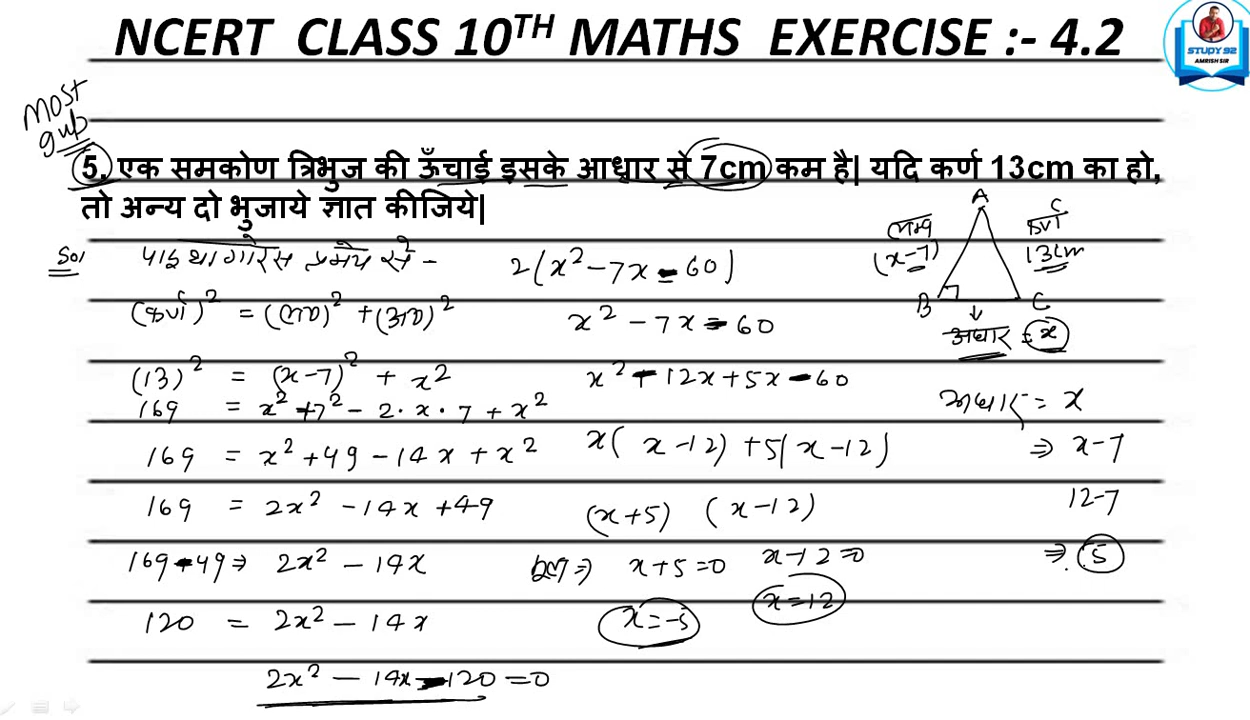 NCERT CLASS 10TH MATHS EXERCISE :- 4.2
STUDY 92
AMRISH SIR
MOST
5. एक समकोण त्रिभुज की ऊँचाई इसके आधार से 7cm कम है| यदि कर्ण 13cm का हो,
तो अन्य दो भुजाये ज्ञात कीजिये|
A
लम्ब
(x-7)
कर्ण
13cm
B
C
आधार = x
Sol
पाइथागोरस प्रमेय से -
(कर्ण)² = (लम्ब)² + (आधार)²
(13)² = (x-7)² + x²
169 = x² + 7² - 2·x·7 + x²
169 = x² + 49 - 14x + x²
169 = 2x² - 14x + 49
169 - 49 ⇒ 2x² - 14x
120 = 2x² - 14x
2x² - 14x - 120 = 0
2(x² - 7x - 60)
x² - 7x - 60
x² - 12x + 5x - 60
x(x-12) + 5(x-12)
(x+5) (x-12)
⇒ x+5=0 x-12=0
x=-5 x=12
आधार = x
⇒ x-7
12-7
⇒ 5